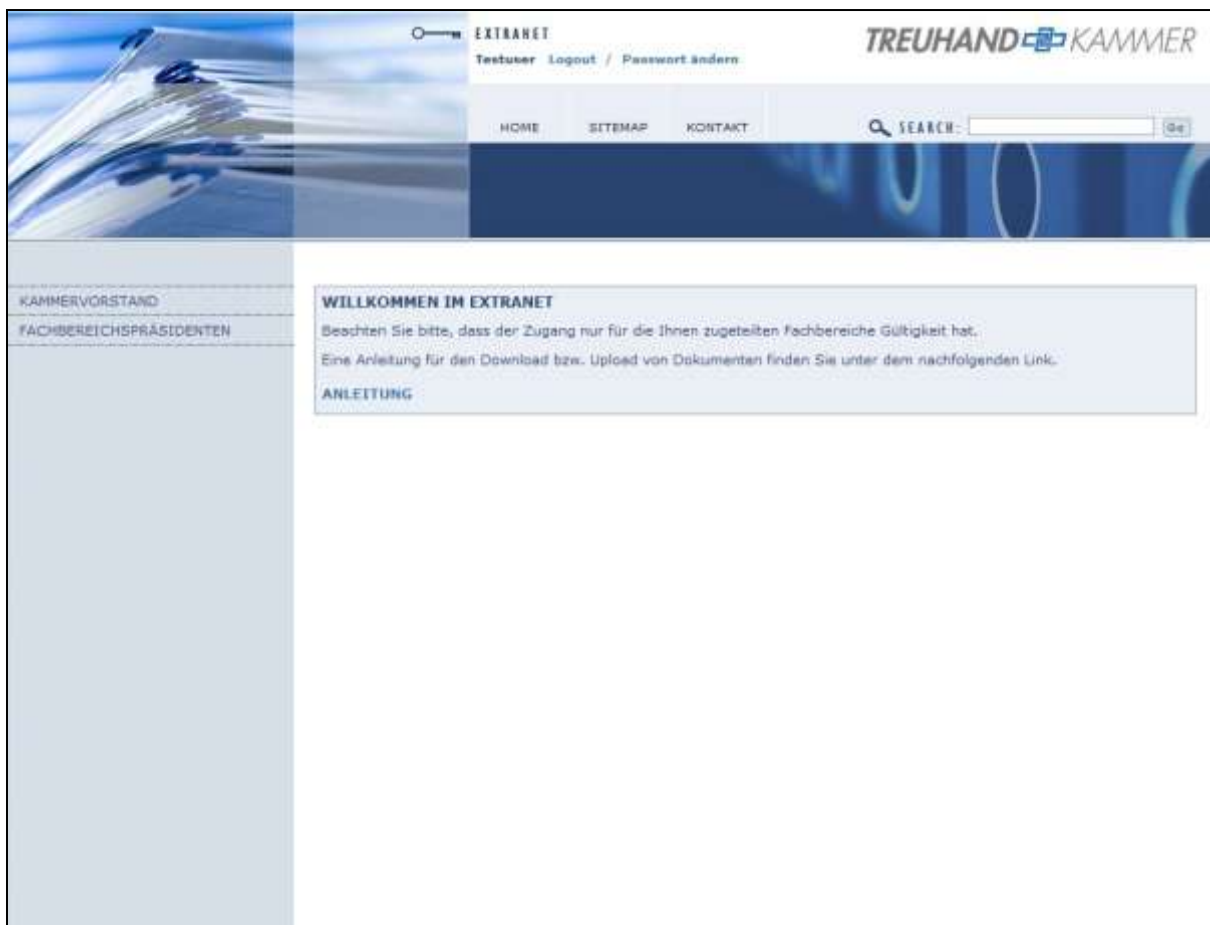 EXTRANET
Testuser Logout / Passwort ändern
TREUHAND KAMMER
HOME SITEMAP KONTAKT
SEARCH: Go
KAMMERVORSTAND
FACHBEREICHSPRÄSIDENTEN
WILLKOMMEN IM EXTRANET
Beachten Sie bitte, dass der Zugang nur für die Ihnen zugeteilten Fachbereiche Gültigkeit hat.
Eine Anleitung für den Download bzw. Upload von Dokumenten finden Sie unter dem nachfolgenden Link.
ANLEITUNG